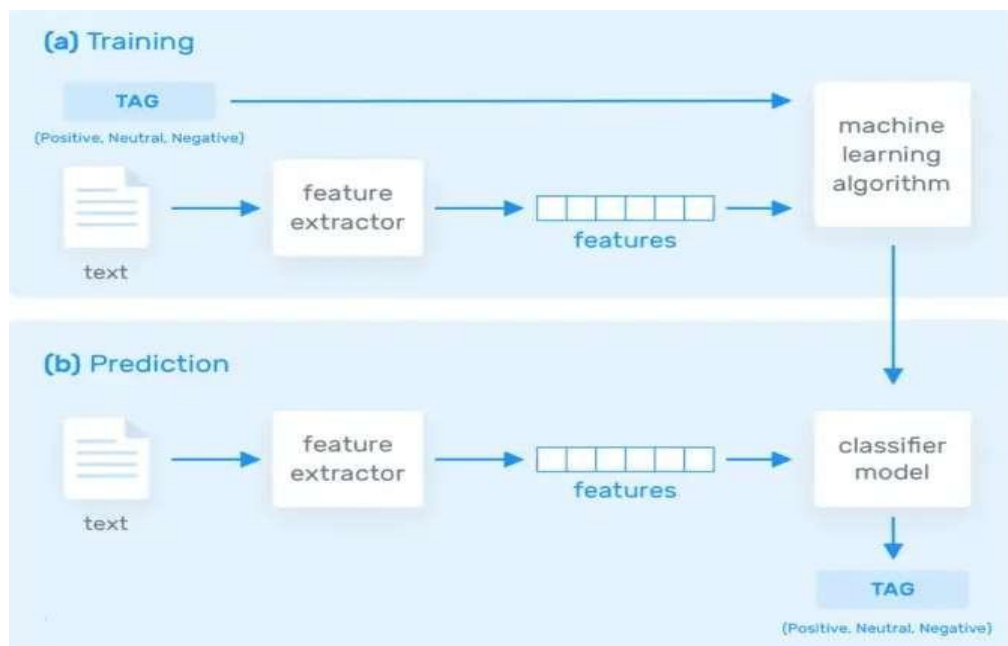 (a) Training
TAG
(Positive, Neutral, Negative)
text
feature
extractor
features
machine
learning
algorithm
(b) Prediction
text
feature
extractor
features
classifier
model
TAG
(Positive, Neutral, Negative)